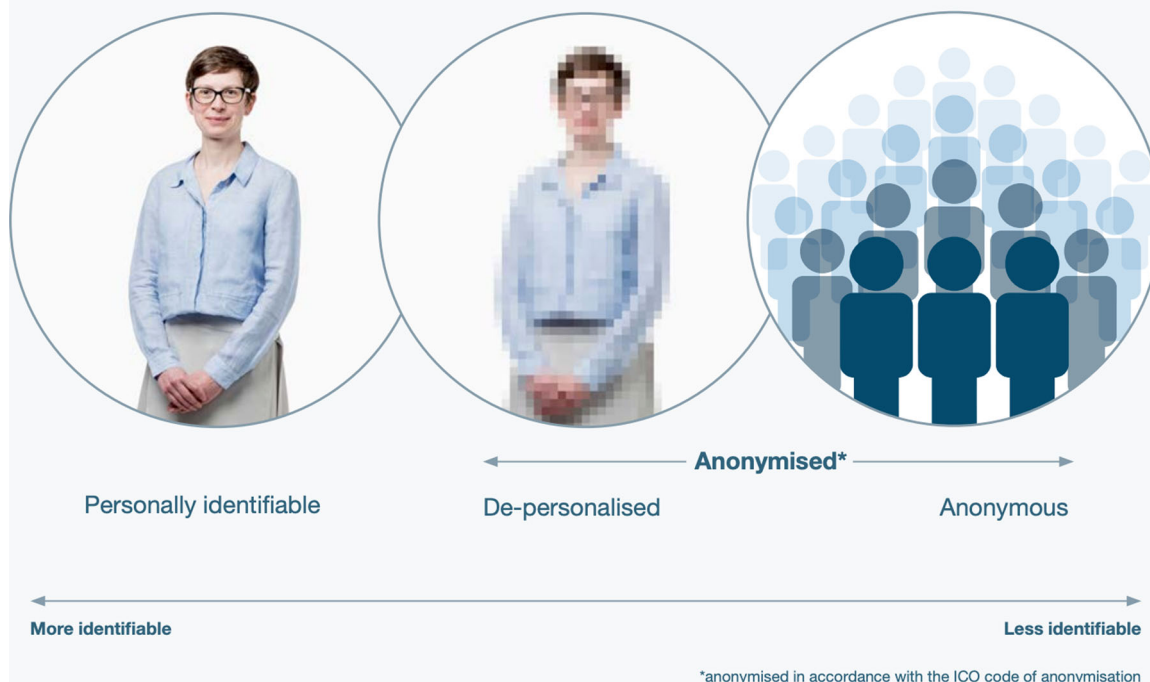 Anonymised*
Personally identifiable
De-personalised
Anonymous
More identifiable
Less identifiable
*anonymised in accordance with the ICO code of anonymisation